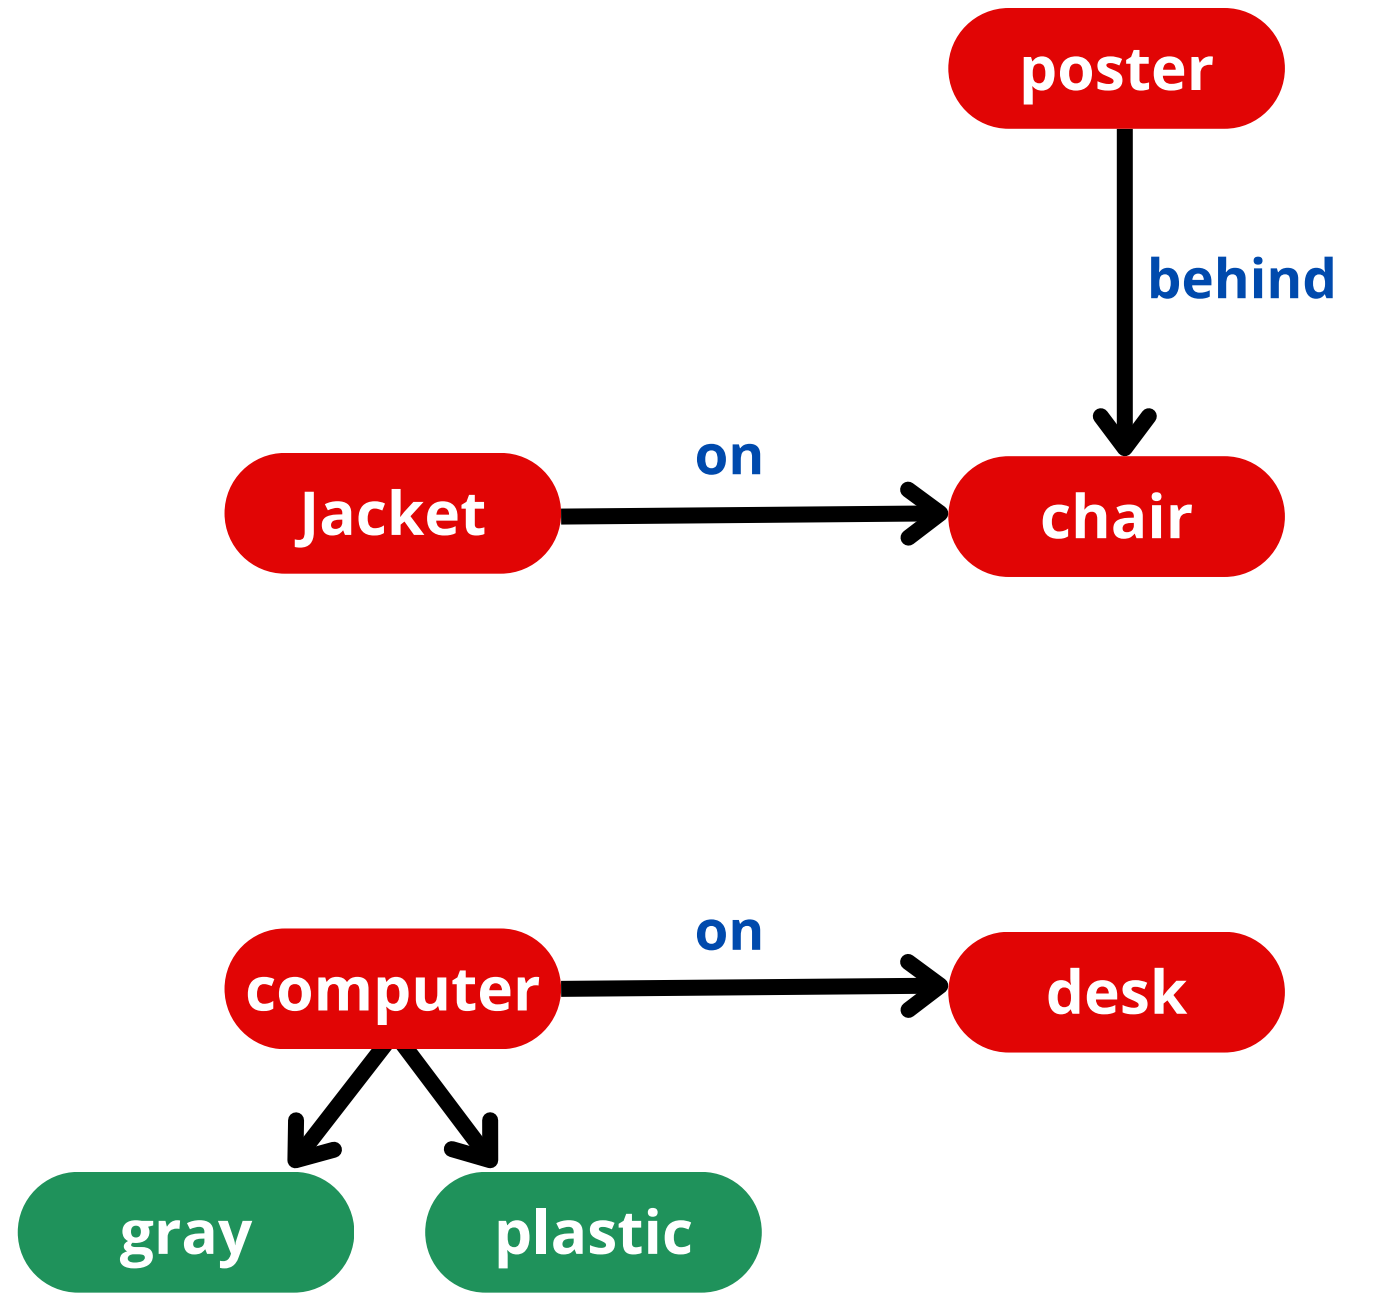 poster
behind
on
Jacket
chair
on
computer
desk
gray
plastic